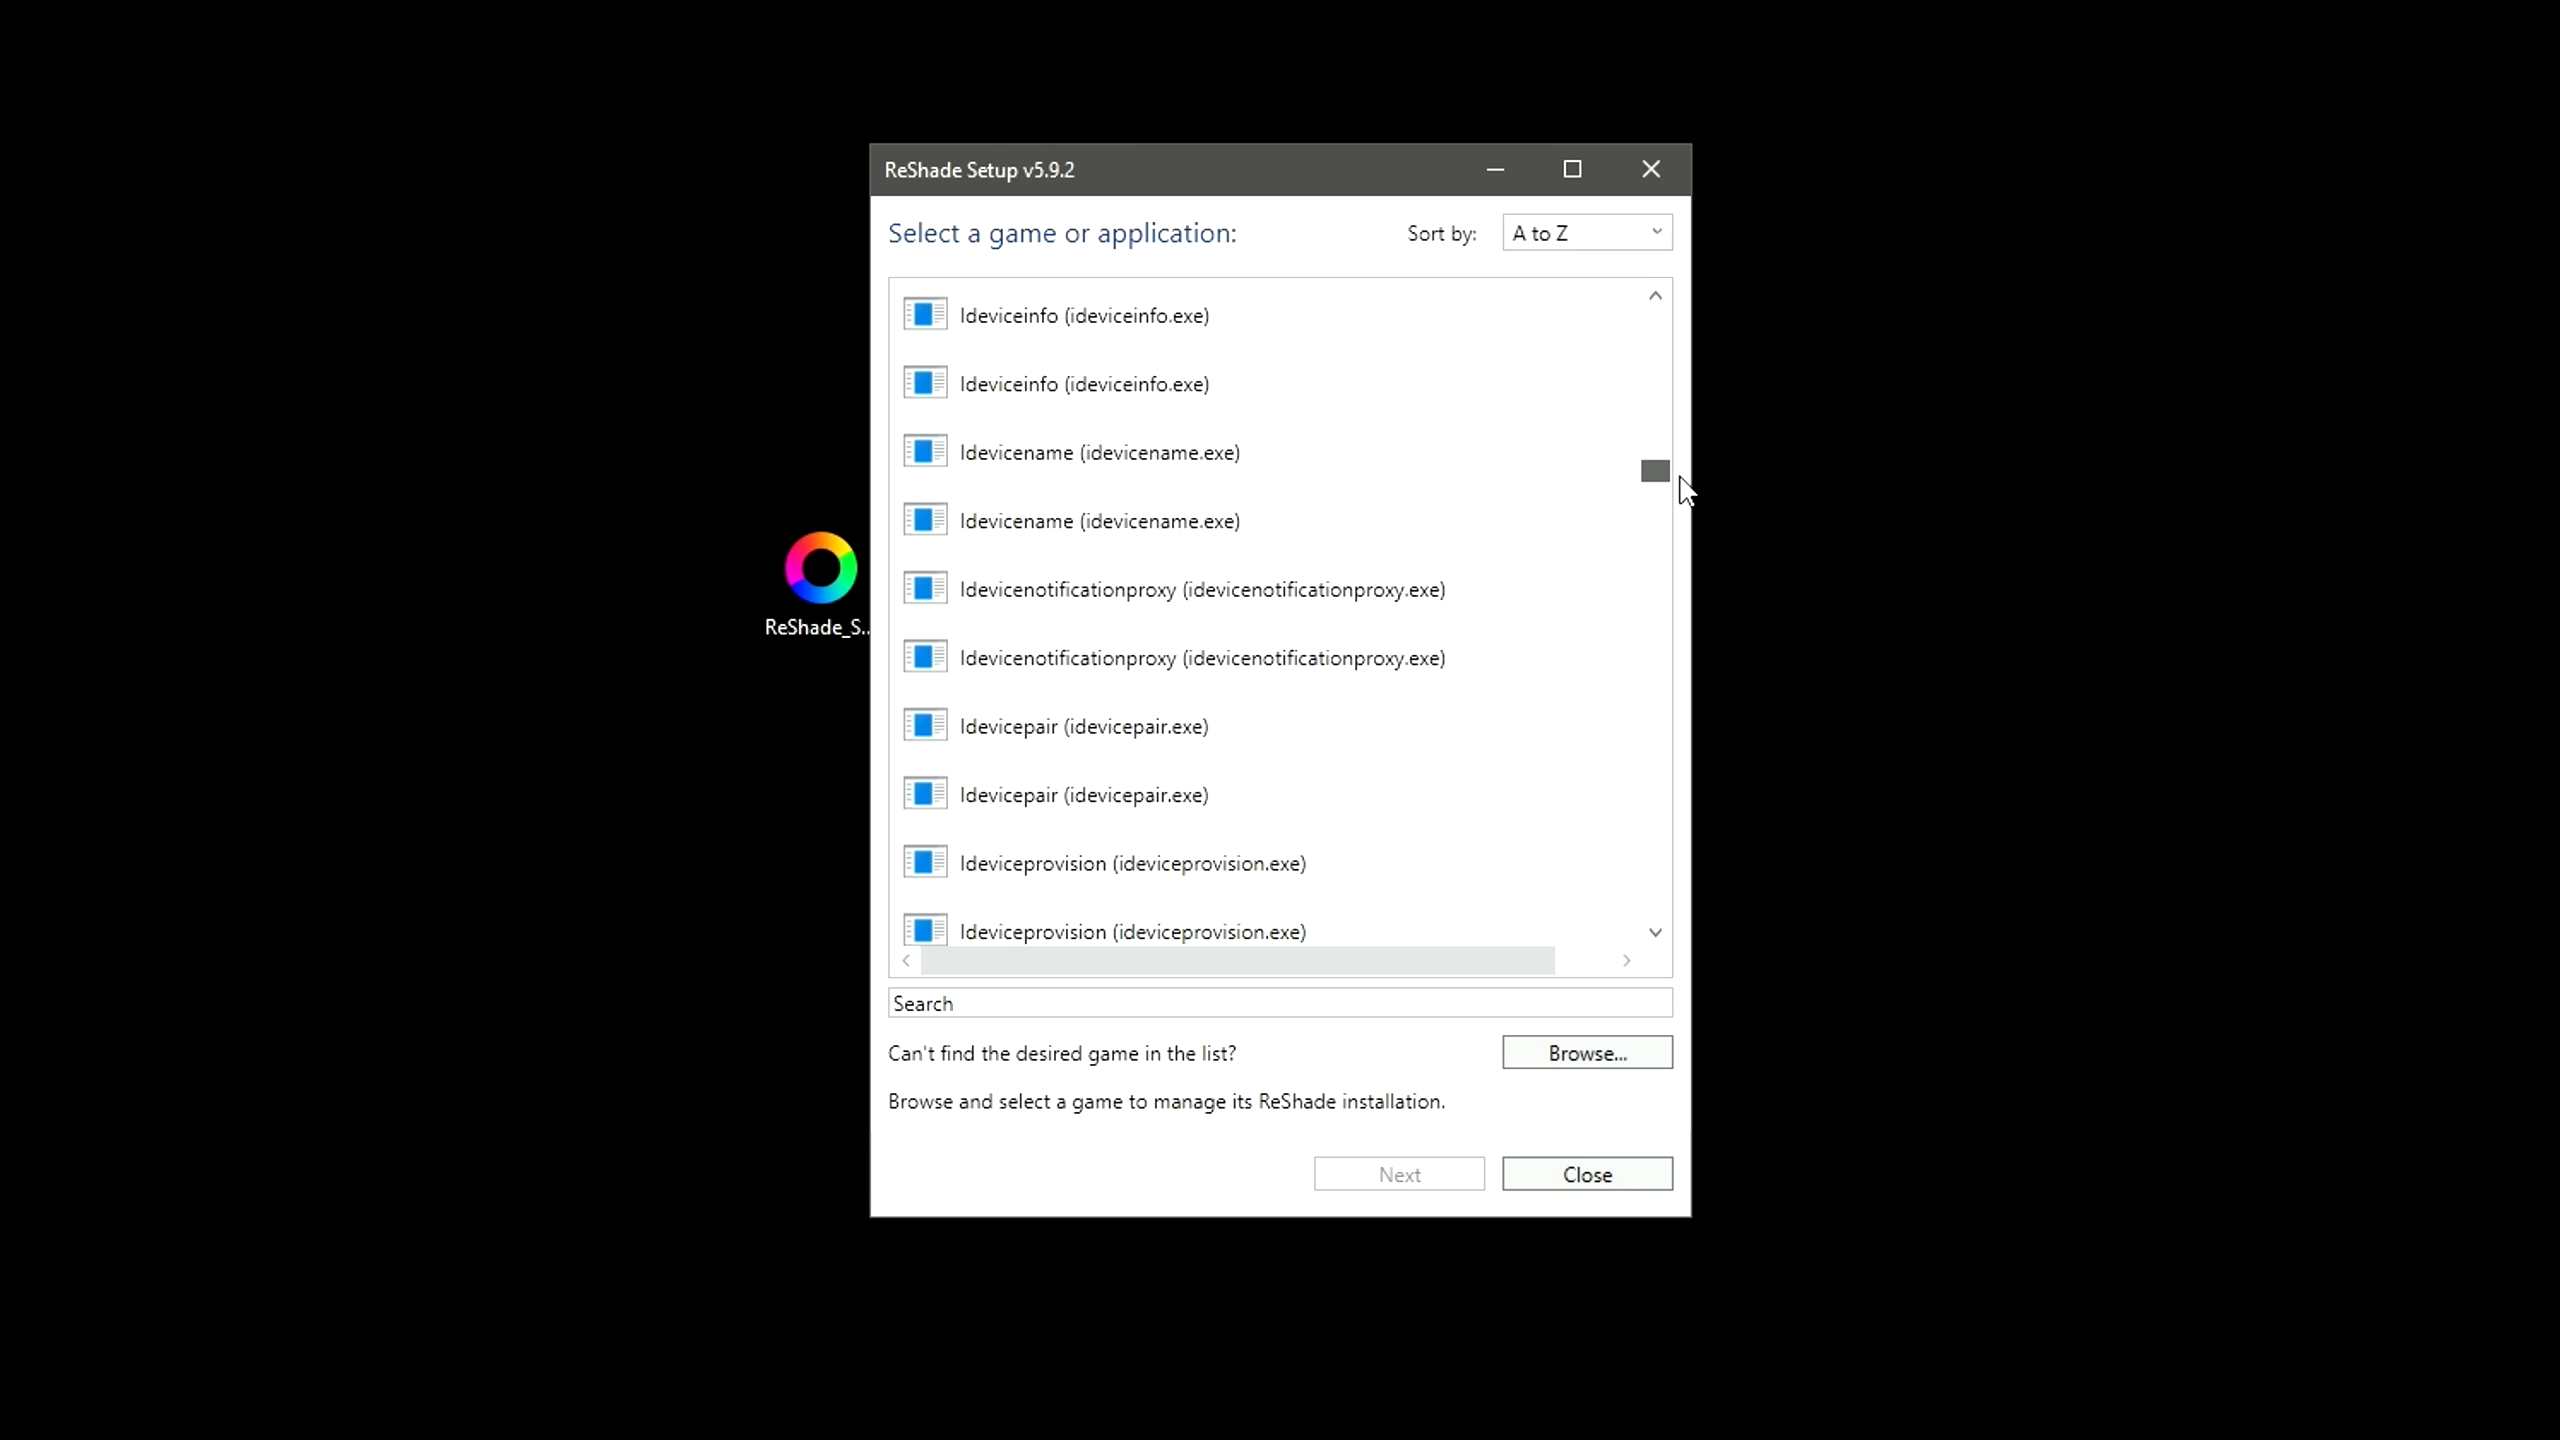 ReShade Setup v5.9.2
Select a game or application:
Sort by:
A to Z
Ideviceinfo (ideviceinfo.exe)
Ideviceinfo (ideviceinfo.exe)
Idevicename (idevicename.exe)
Idevicename (idevicename.exe)
Idevicenotificationproxy (idevicenotificationproxy.exe)
Idevicenotificationproxy (idevicenotificationproxy.exe)
Idevicepair (idevicepair.exe)
Idevicepair (idevicepair.exe)
Ideviceprovision (ideviceprovision.exe)
Ideviceprovision (ideviceprovision.exe)
Search
Can't find the desired game in the list?
Browse...
Browse and select a game to manage its ReShade installation.
Next
Close
ReShade_S...